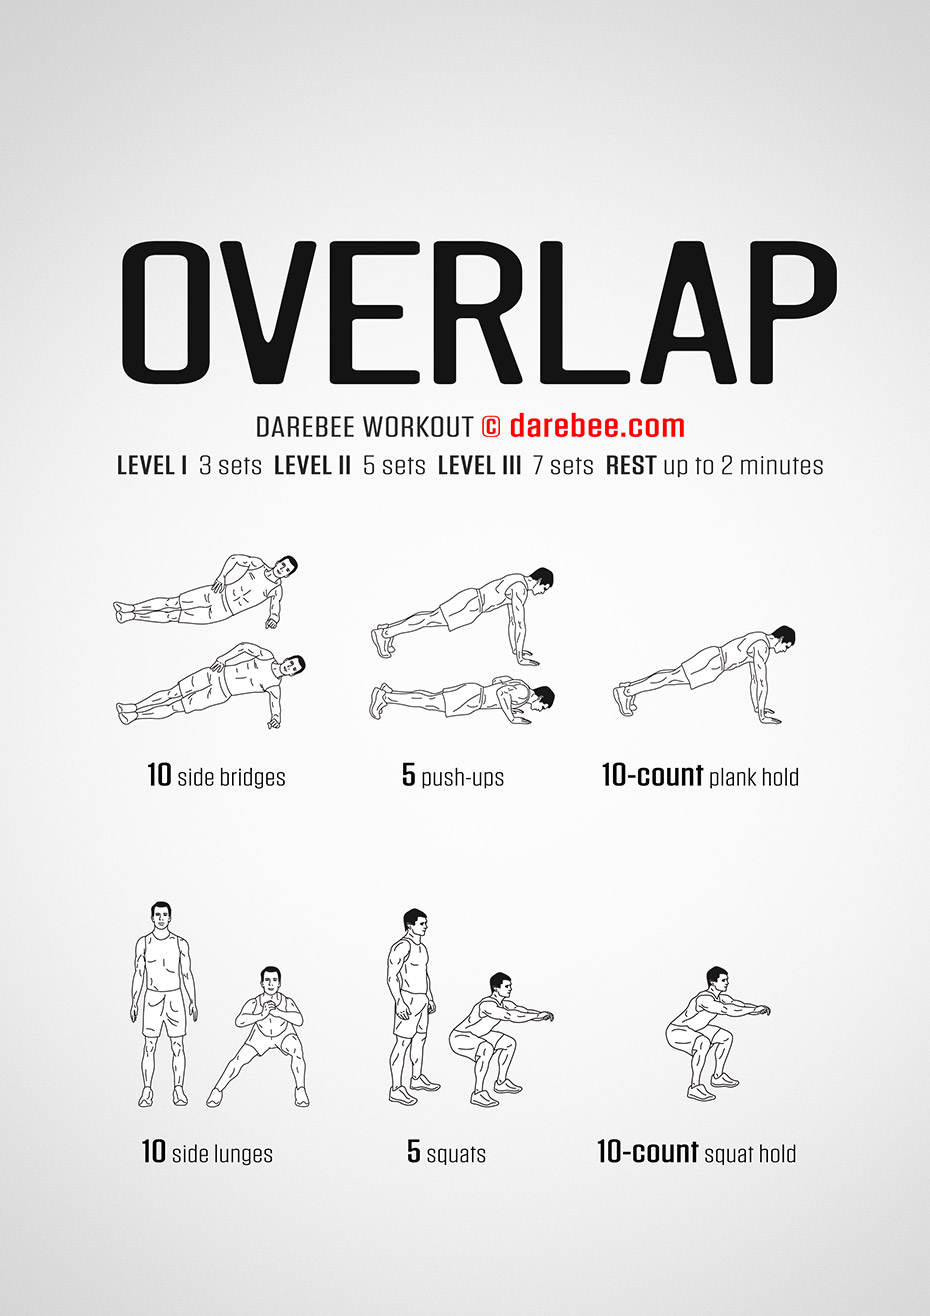 OVERLAP
DAREBEE WORKOUT © darebee.com
LEVEL I 3 sets LEVEL II 5 sets LEVEL III 7 sets REST up to 2 minutes
10 side bridges
5 push-ups
10-count plank hold
10 side lunges
5 squats
10-count squat hold